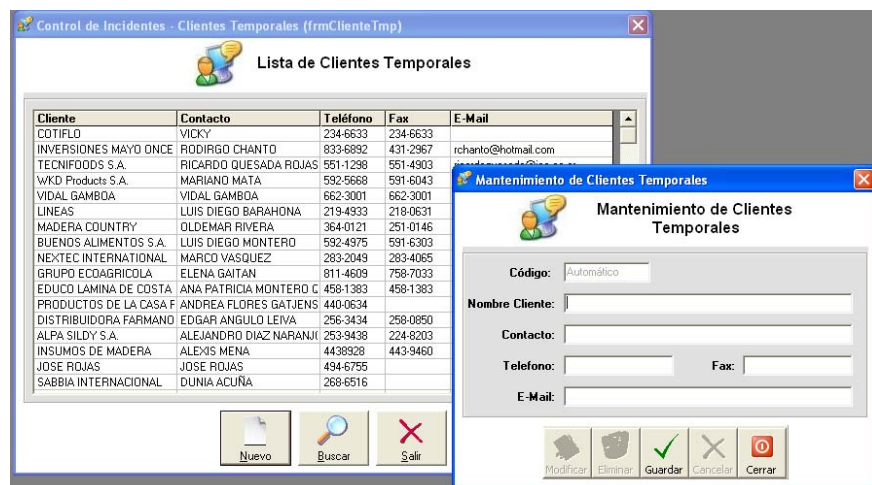 Control de Incidentes - Clientes Temporales (frmClienteTmp)
Lista de Clientes Temporales
Cliente Contacto Teléfono Fax E-Mail
COTIFLO VICKY 234-6633 234-6633
INVERSIONES MAYO ONCE RODIRGO CHANTO 833-6892 431-2967 rchanto@hotmail.com
TECNIFOODS S.A. RICARDO QUESADA ROJAS 551-1298 551-4903
WKD Products S.A. MARIANO MATA 592-5668 591-6043
VIDAL GAMBOA VIDAL GAMBOA 662-3001 662-3001
LINEAS LUIS DIEGO BARAHONA 219-4933 218-0631
MADERA COUNTRY OLDEMAR RIVERA 364-0121 251-0146
BUENOS ALIMENTOS S.A. LUIS DIEGO MONTERO 592-4975 591-6303
NEXTEC INTERNATIONAL MARCO VASQUEZ 283-2049 283-4065
GRUPO ECOAGRICOLA ELENA GAITAN 811-4609 758-7033
EDUCO LAMINA DE COSTA ANA PATRICIA MONTERO 458-1383 458-1383
PRODUCTOS DE LA CASA F ANDREA FLORES GATJENS 440-0634
DISTRIBUIDORA FARMANO EDGAR ANGULO LEIVA 256-3434 258-0850
ALPA SILDY S.A. ALEJANDRO DIAZ NARANJ 253-9438 224-8203
INSUMOS DE MADERA ALEXIS MENA 4438928 443-9460
JOSE ROJAS JOSE ROJAS 494-6755
SABBIA INTERNACIONAL DUNIA ACUÑA 268-6516
Nuevo Buscar Salir
Mantenimiento de Clientes Temporales
Mantenimiento de Clientes
Temporales
Código: Automático
Nombre Cliente:
Contacto:
Telefono: Fax:
E-Mail:
Modificar Eliminar Guardar Cancelar Cerrar